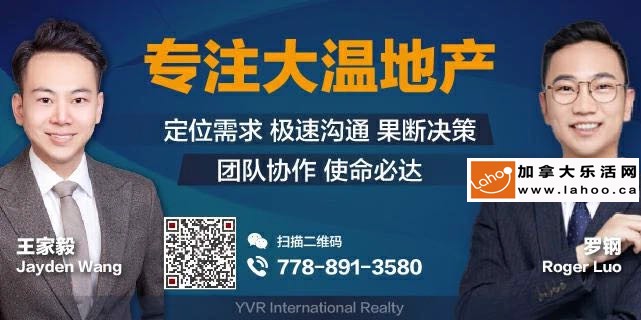 专注大温地产
定位需求 极速沟通 果断决策
团队协作 使命必达
Lahoo
加拿大乐活网
www.lahoo.ca
王家毅
Jayden Wang
扫描二维码
778-891-3580
罗钢
Roger Luo
YVR International Realty